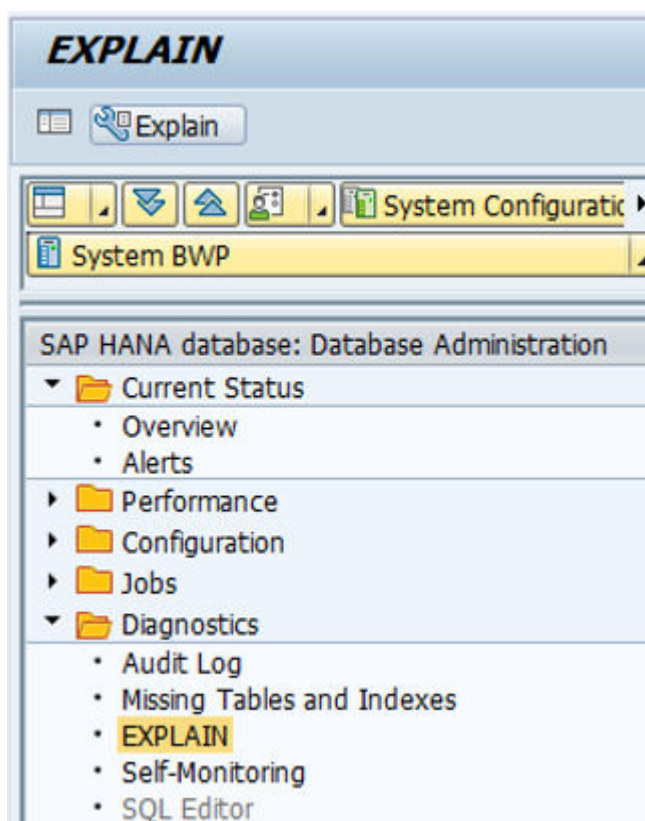 EXPLAIN
Explain
System Configuratic
System BWP
SAP HANA database: Database Administration
Current Status
Overview
Alerts
Performance
Configuration
Jobs
Diagnostics
Audit Log
Missing Tables and Indexes
EXPLAIN
Self-Monitoring
SQL Editor